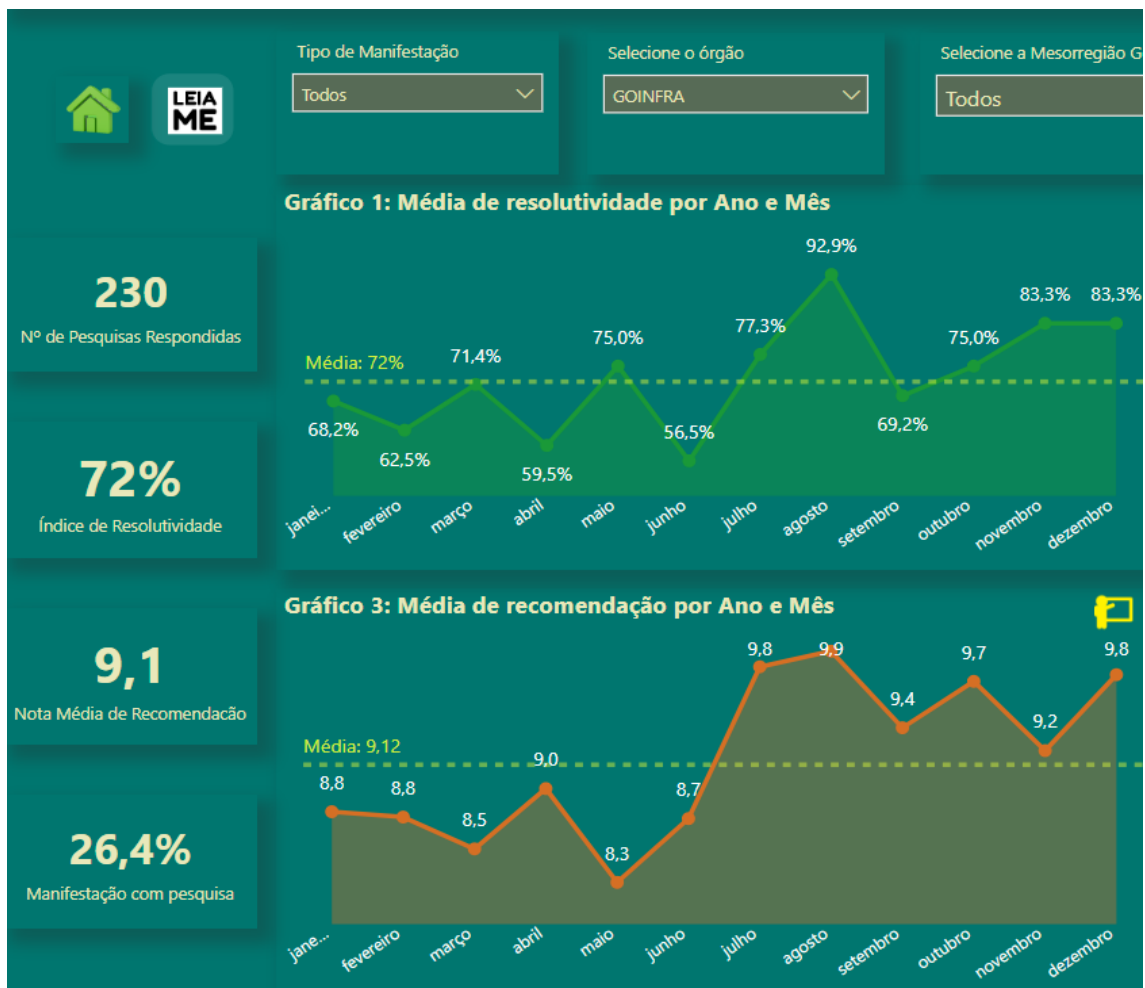 Tipo de Manifestação
Selecione o órgão
Selecione a Mesorregião G
LEIA
ME
Todos
GOINFRA
Todos
Gráfico 1: Média de resolutividade por Ano e Mês
230
Nº de Pesquisas Respondidas
72%
Índice de Resolutividade
9,1
Nota Média de Recomendacão
26,4%
Manifestação com pesquisa
Média: 72%
68,2%
62,5%
71,4%
59,5%
75,0%
56,5%
77,3%
92,9%
69,2%
75,0%
83,3%
83,3%
janei...
fevereiro
março
abril
maio
junho
julho
agosto
setembro
outubro
novembro
dezembro
Gráfico 3: Média de recomendação por Ano e Mês
Média: 9,12
8,8
8,8
8,5
9,0
8,3
8,7
9,8
9,9
9,4
9,7
9,2
9,8
jane...
fevereiro
março
abril
maio
junho
julho
agosto
setembro
outubro
novembro
dezembro